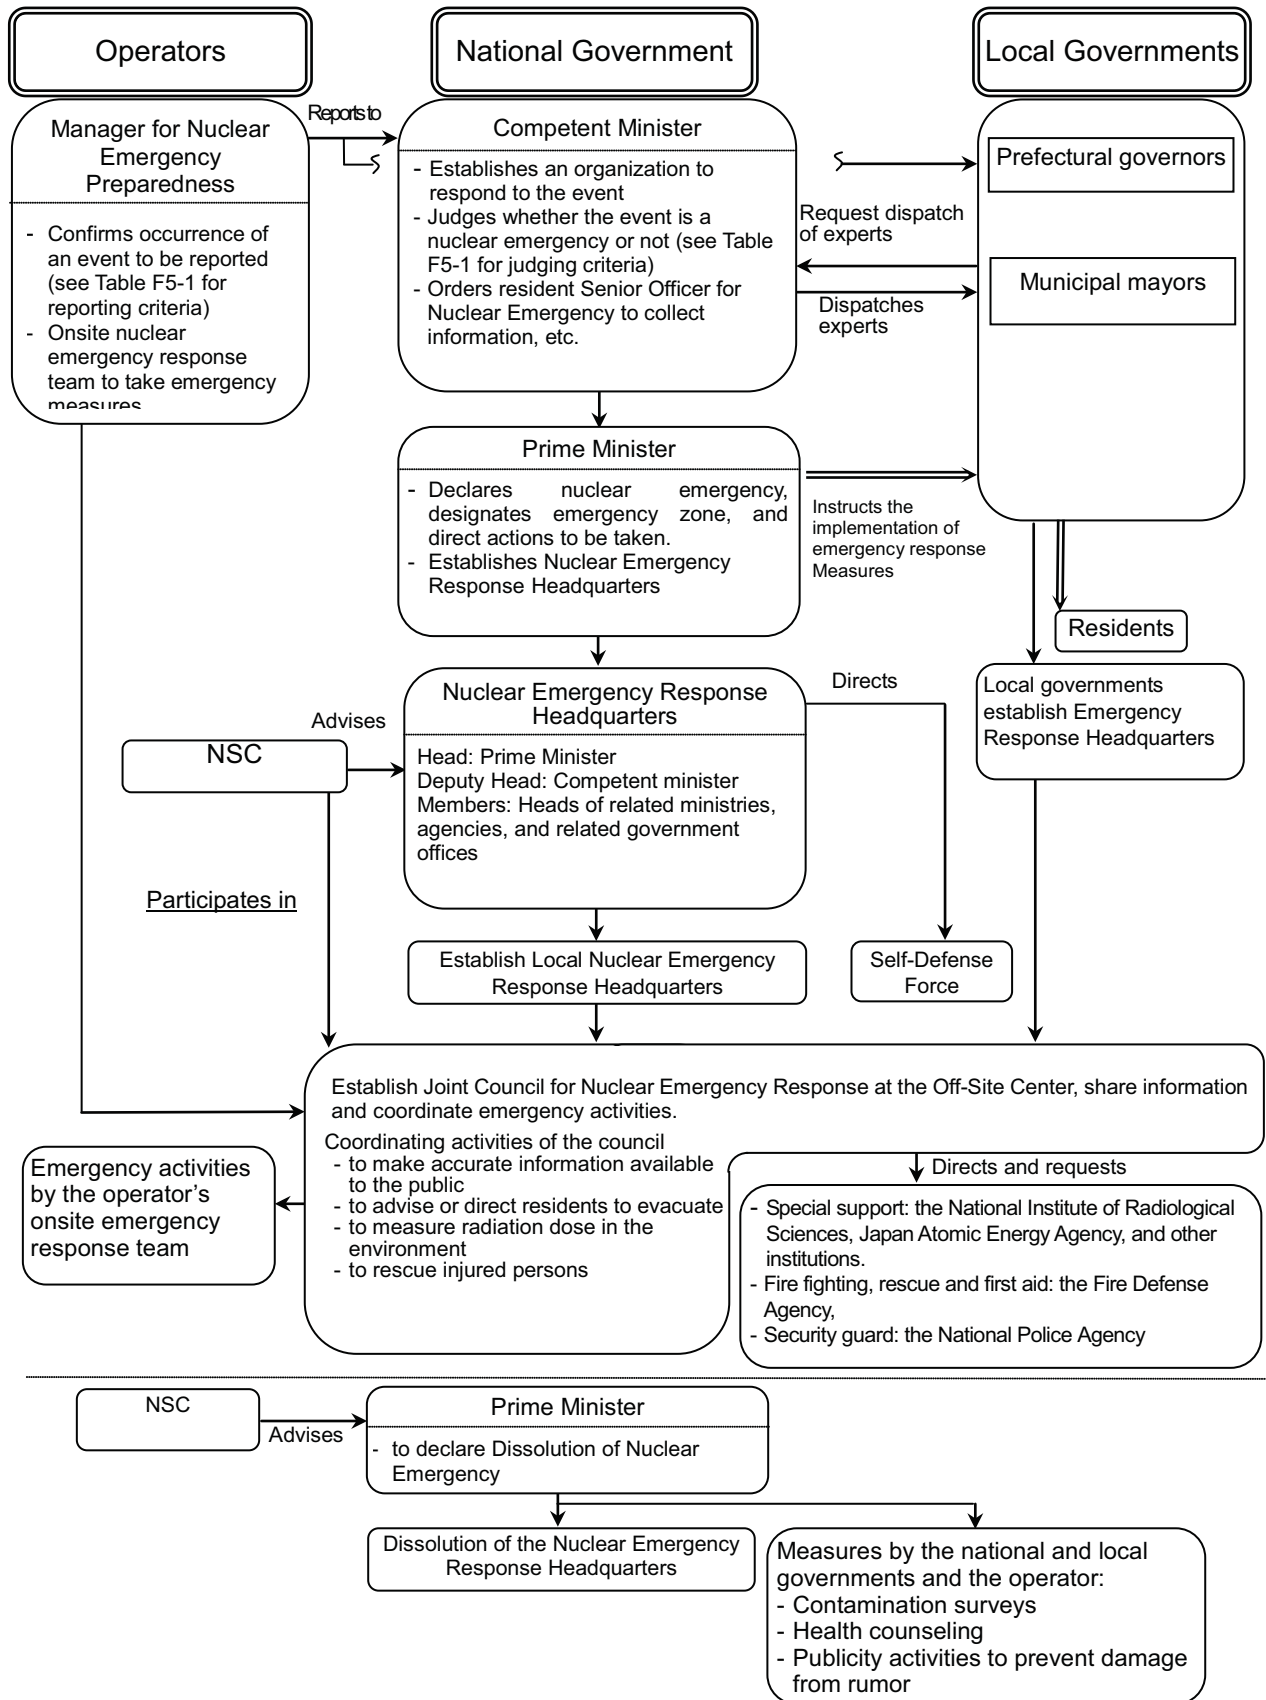 Operators
National Government
Local Governments
Manager for Nuclear
Emergency
Preparedness
- Confirms occurrence of
an event to be reported
(see Table F5-1 for
reporting criteria)
- Onsite nuclear
emergency response
team to take emergency
measures
Reports to
Competent Minister
- Establishes an organization to
respond to the event
- Judges whether the event is a
nuclear emergency or not (see Table
F5-1 for judging criteria)
- Orders resident Senior Officer for
Nuclear Emergency to collect
information, etc.
Request dispatch
of experts
Dispatches
experts
Prefectural governors
Municipal mayors
Prime Minister
- Declares nuclear emergency,
designates emergency zone, and
direct actions to be taken.
- Establishes Nuclear Emergency
Response Headquarters
Instructs the
implementation of
emergency response
Measures
Residents
Local governments
establish Emergency
Response Headquarters
Nuclear Emergency Response
Headquarters
Head: Prime Minister
Deputy Head: Competent minister
Members: Heads of related ministries,
agencies, and related government
offices
Directs
Advises
NSC
Participates in
Establish Local Nuclear Emergency
Response Headquarters
Self-Defense
Force
Establish Joint Council for Nuclear Emergency Response at the Off-Site Center, share information
and coordinate emergency activities.
Coordinating activities of the council
- to make accurate information available
to the public
- to advise or direct residents to evacuate
- to measure radiation dose in the
environment
- to rescue injured persons
Emergency activities
by the operator's
onsite emergency
response team
Directs and requests
- Special support: the National Institute of Radiological
Sciences, Japan Atomic Energy Agency, and other
institutions.
- Fire fighting, rescue and first aid: the Fire Defense
Agency,
- Security guard: the National Police Agency
NSC
Advises
Prime Minister
- to declare Dissolution of Nuclear
Emergency
Dissolution of the Nuclear Emergency
Response Headquarters
Measures by the national and local
governments and the operator:
- Contamination surveys
- Health counseling
- Publicity activities to prevent damage
from rumor